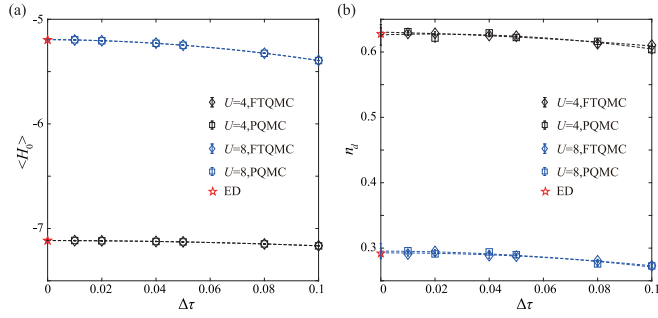 (a)
-5
-6
-7
<H₀>
U=4,FTQMC
U=4,PQMC
U=8,FTQMC
U=8,PQMC
ED
0
0.02
0.04
0.06
0.08
0.1
Δτ
(b)
0.6
0.5
0.4
0.3
n_d
U=4,FTQMC
U=4,PQMC
U=8,FTQMC
U=8,PQMC
ED
0
0.02
0.04
0.06
0.08
0.1
Δτ